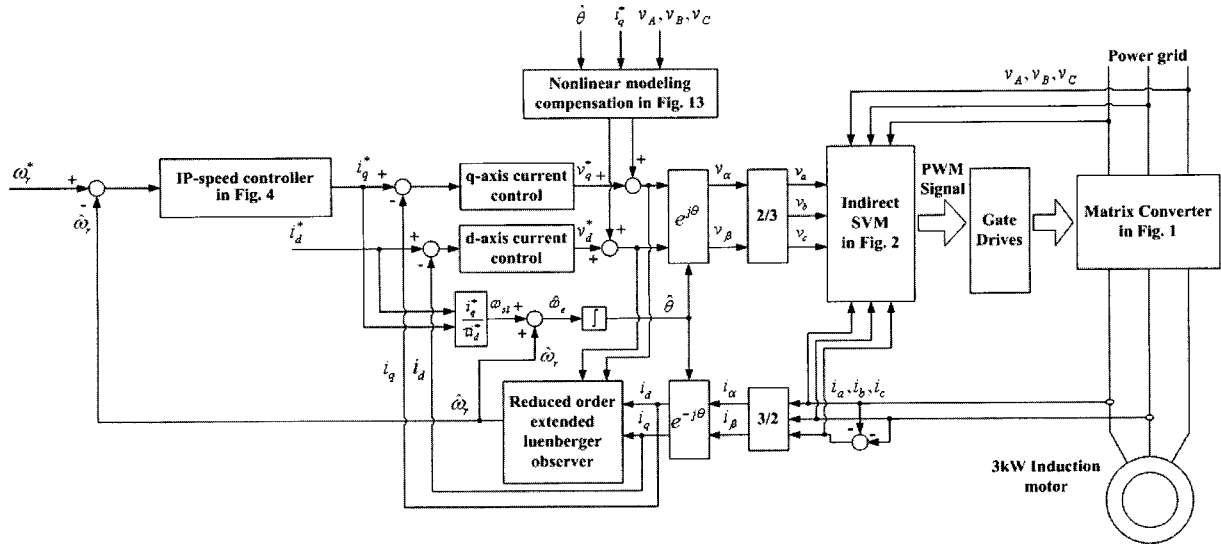 θ̂ i_q^* v_A, v_B, v_C
Nonlinear modeling
compensation in Fig. 13
Power grid
v_A, v_B, v_C
ω_r^* + -
ω̂_r
IP-speed controller
in Fig. 4
i_q^* + -
q-axis current
control
v_q^* + +
i_d^* + -
d-axis current
control
v_d^* + +
e^{jθ}
v_α
v_β
2/3
v_a
v_b
v_c
Indirect
SVM
in Fig. 2
PWM
Signal
Gate
Drives
Matrix Converter
in Fig. 1
ω_{sl} + +
ω̂_e
∫
θ̂
ω̂_r
i_q i_d
ω̂_r
Reduced order
extended
luenberger
observer
i_d
i_q
e^{-jθ}
i_α
i_β
3/2
i_a, i_b, i_c
- -
3kW Induction
motor